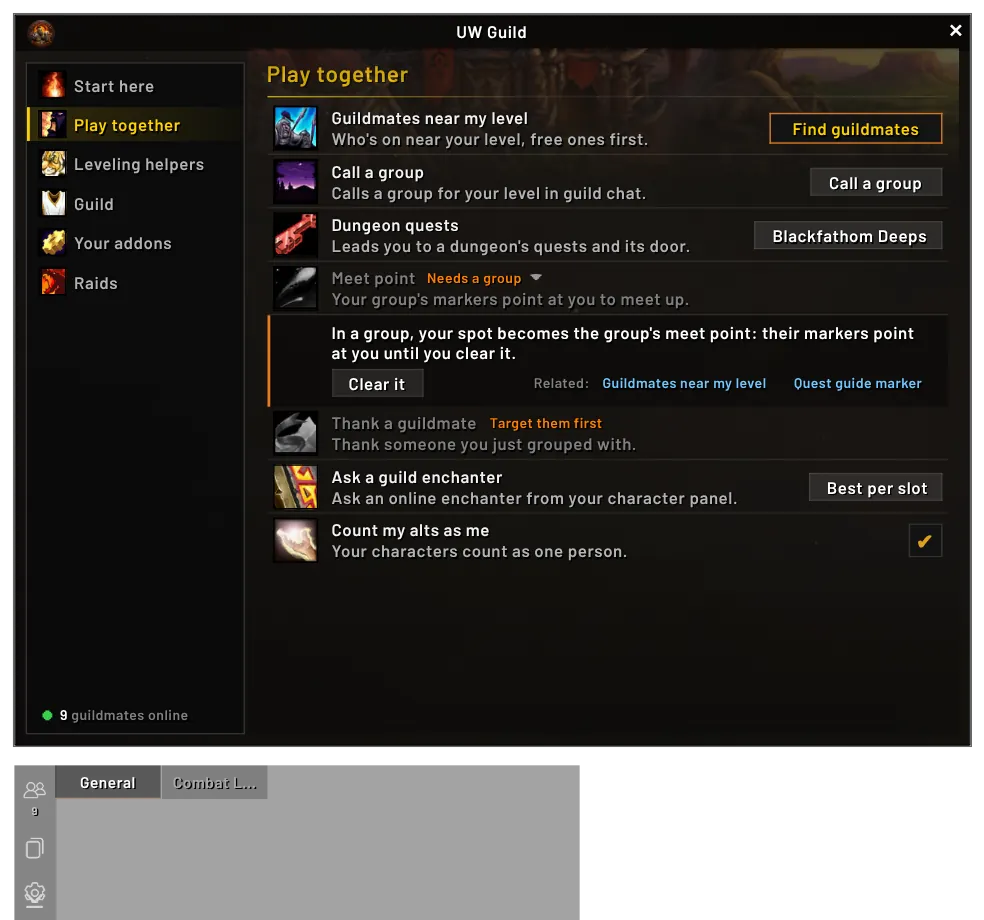 UW Guild
Start here
Play together
Leveling helpers
Guild
Your addons
Raids
9 guildmates online
Play together
Guildmates near my level
Who's on near your level, free ones first.
Find guildmates
Call a group
Calls a group for your level in guild chat.
Call a group
Dungeon quests
Leads you to a dungeon's quests and its door.
Blackfathom Deeps
Meet point Needs a group
Your group's markers point at you to meet up.
In a group, your spot becomes the group's meet point: their markers point
at you until you clear it.
Clear it
Related: Guildmates near my level Quest guide marker
Thank a guildmate Target them first
Thank someone you just grouped with.
Ask a guild enchanter
Ask an online enchanter from your character panel.
Best per slot
Count my alts as me
Your characters count as one person.
General Combat L...
9